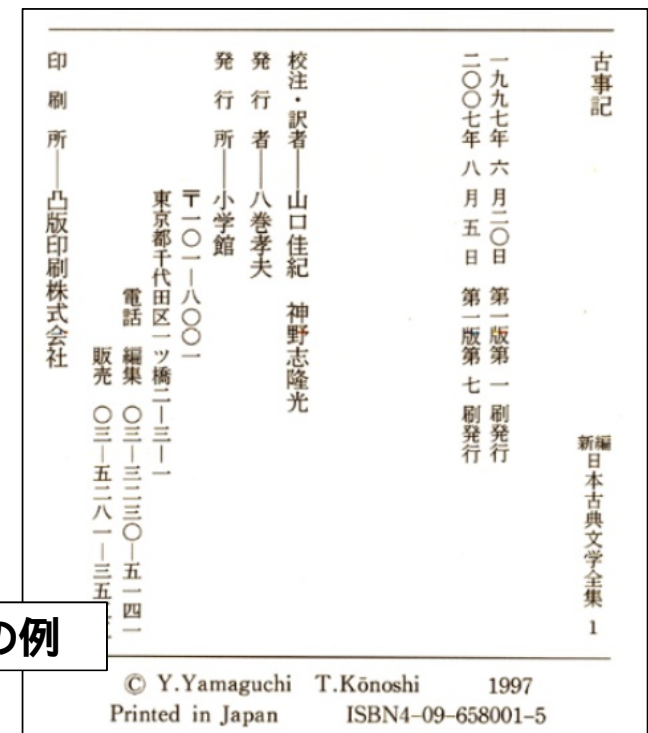 古事記
新編日本古典文学全集 1
一九九七年 六 月二〇日 第一版第 一 刷発行
二〇〇七年 八 月 五 日 第一版第 七 刷発行
校注・訳者――山口佳紀 神野志隆光
発 行 者――八巻孝夫
発 行 所――小学館
〒一〇一―八〇〇一
東京都千代田区一ツ橋二―三―一
電話 編集 〇三―三二三〇―五一四一
販売 〇三―五二八一―三五
印 刷 所――凸版印刷株式会社
の例
© Y.Yamaguchi T.Kōnoshi 1997
Printed in Japan ISBN4-09-658001-5